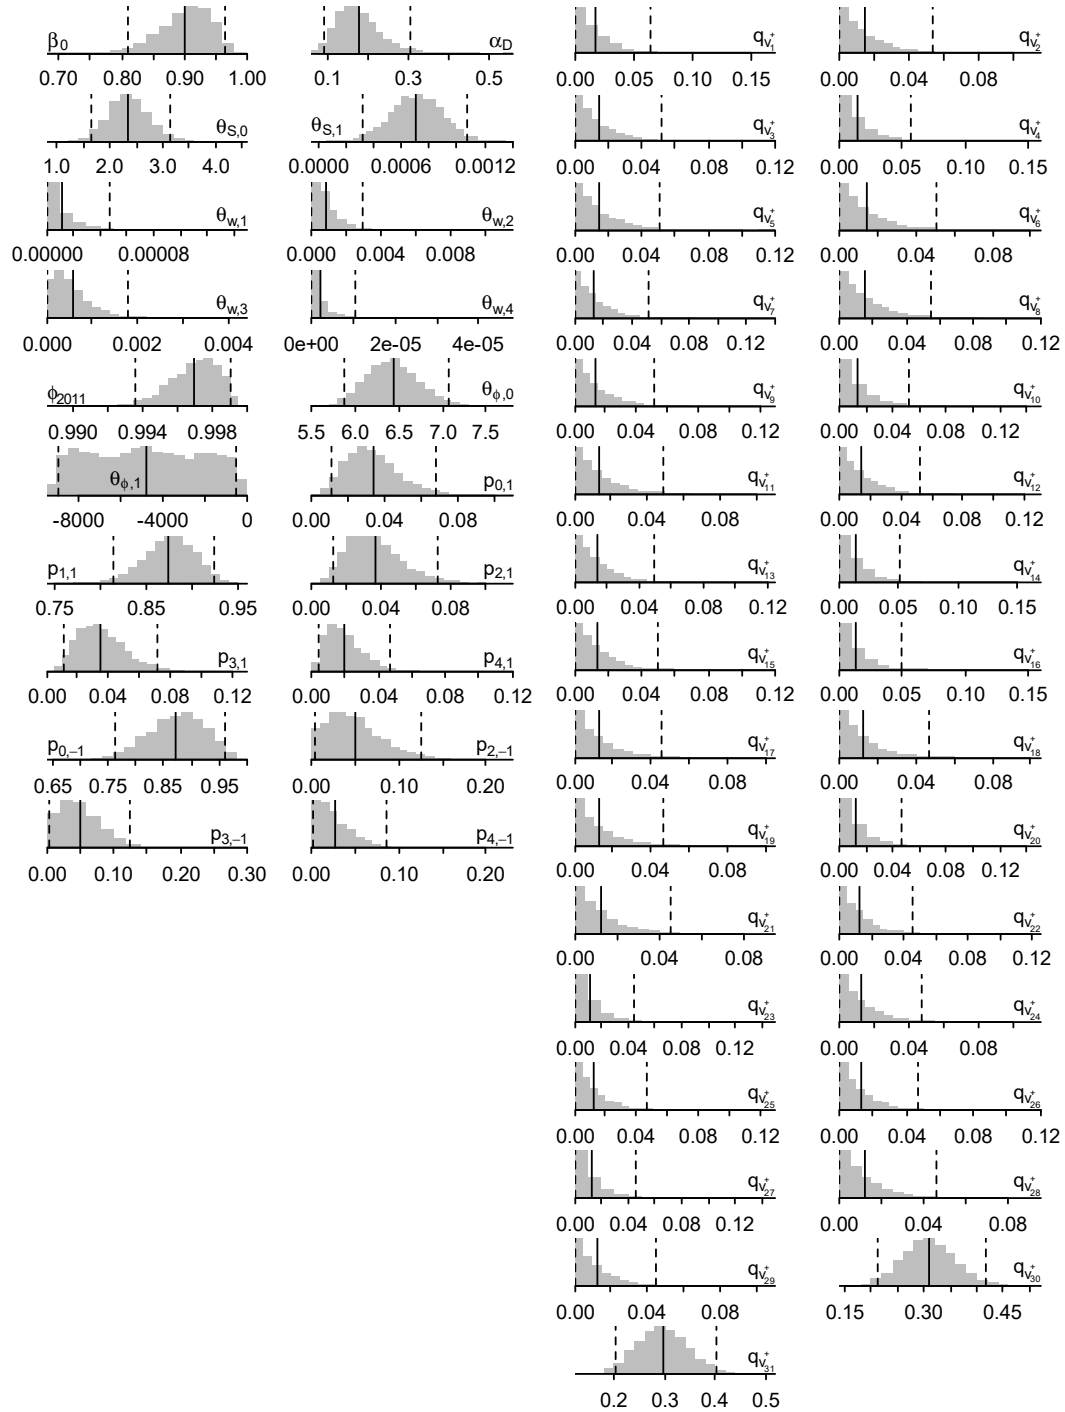 β0 αD qv1+ qv2+
0.70 0.80 0.90 1.00 0.1 0.3 0.5 0.00 0.05 0.10 0.15 0.00 0.04 0.08
θS,0 θS,1 qv3+ qv4+
1.0 2.0 3.0 4.0 0.0000 0.0006 0.0012 0.00 0.04 0.08 0.12 0.00 0.05 0.10 0.15
θw,1 θw,2 qv5+ qv6+
0.00000 0.00008 0.000 0.004 0.008 0.00 0.04 0.08 0.12 0.00 0.04 0.08
θw,3 θw,4 qv7+ qv8+
0.000 0.002 0.004 0e+00 2e-05 4e-05 0.00 0.04 0.08 0.12 0.00 0.04 0.08 0.12
ϕ2011 θϕ,0 qv9+ qv10+
0.990 0.994 0.998 5.5 6.0 6.5 7.0 7.5 0.00 0.04 0.08 0.12 0.00 0.04 0.08 0.12
θϕ,1 p0,1 qv11+ qv12+
-8000 -4000 0 0.00 0.04 0.08 0.00 0.04 0.08 0.00 0.04 0.08 0.12
p1,1 p2,1 qv13+ qv14+
0.75 0.85 0.95 0.00 0.04 0.08 0.00 0.04 0.08 0.12 0.00 0.05 0.10 0.15
p3,1 p4,1 qv15+ qv16+
0.00 0.04 0.08 0.12 0.00 0.04 0.08 0.12 0.00 0.04 0.08 0.12 0.00 0.05 0.10 0.15
p0,−1 p2,−1 qv17+ qv18+
0.65 0.75 0.85 0.95 0.00 0.10 0.20 0.00 0.04 0.08 0.00 0.04 0.08 0.12
p3,−1 p4,−1 qv19+ qv20+
0.00 0.10 0.20 0.30 0.00 0.10 0.20 0.00 0.04 0.08 0.00 0.04 0.08 0.12
qv21+ qv22+
0.00 0.04 0.08 0.00 0.04 0.08 0.12
qv23+ qv24+
0.00 0.04 0.08 0.12 0.00 0.04 0.08
qv25+ qv26+
0.00 0.04 0.08 0.12 0.00 0.04 0.08 0.12
qv27+ qv28+
0.00 0.04 0.08 0.12 0.00 0.04 0.08
qv29+ qv30+
0.00 0.04 0.08 0.15 0.30 0.45
qv31+
0.2 0.3 0.4 0.5